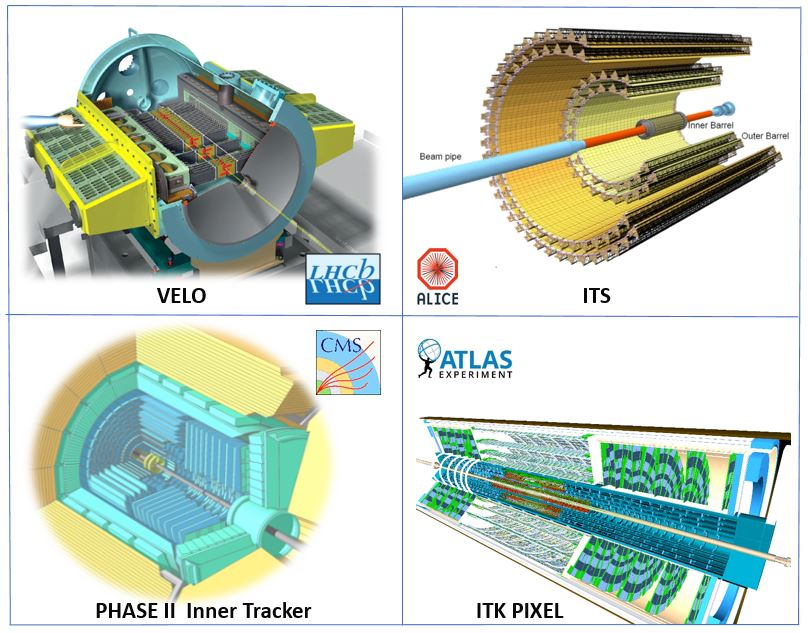 LHCb
VELO
Beam pipe
Inner Barrel
Outer Barrel
ALICE
ITS
CMS
PHASE II Inner Tracker
ATLAS
EXPERIMENT
ITK PIXEL